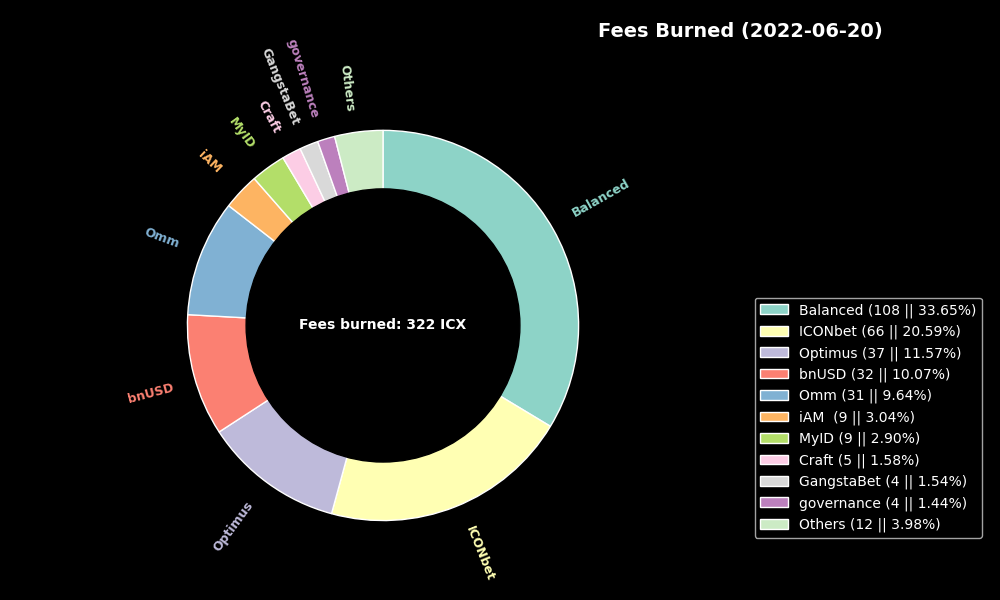 Fees Burned (2022-06-20)
governance
GangstaBet
Others
Craft
MyID
iAM
Balanced
Omm
Fees burned: 322 ICX
bnUSD
Optimus
ICONbet
Balanced (108 || 33.65%)
ICONbet (66 || 20.59%)
Optimus (37 || 11.57%)
bnUSD (32 || 10.07%)
Omm (31 || 9.64%)
iAM  (9 || 3.04%)
MyID (9 || 2.90%)
Craft (5 || 1.58%)
GangstaBet (4 || 1.54%)
governance (4 || 1.44%)
Others (12 || 3.98%)